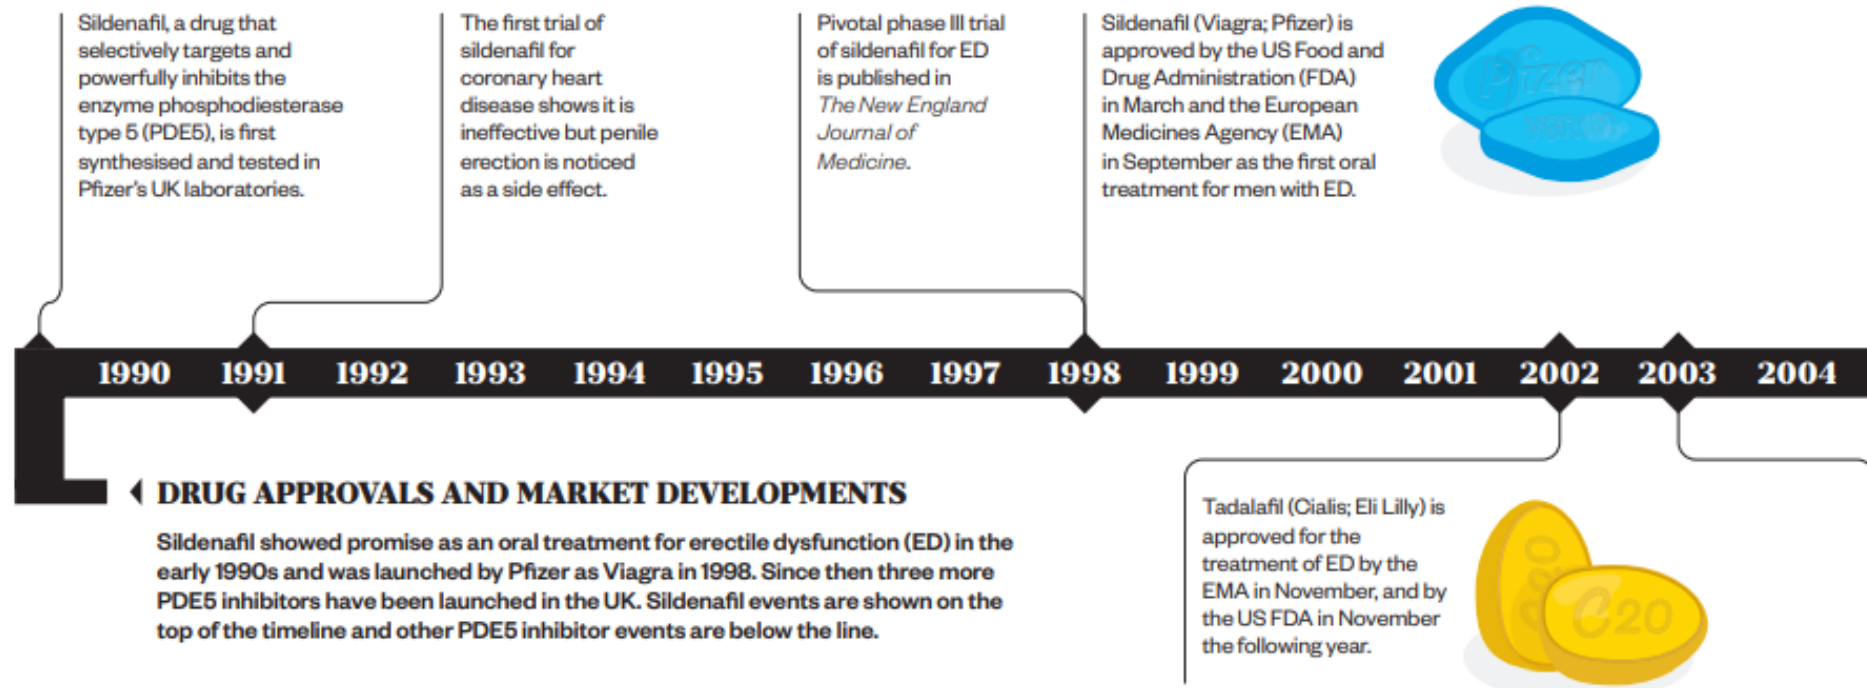 Sildenafil, a drug that
selectively targets and
powerfully inhibits the
enzyme phosphodiesterase
type 5 (PDE5), is first
synthesised and tested in
Pfizer's UK laboratories.
The first trial of
sildenafil for
coronary heart
disease shows it is
ineffective but penile
erection is noticed
as a side effect.
Pivotal phase III trial
of sildenafil for ED
is published in
The New England
Journal of
Medicine.
Sildenafil (Viagra; Pfizer) is
approved by the US Food and
Drug Administration (FDA)
in March and the European
Medicines Agency (EMA)
in September as the first oral
treatment for men with ED.
Pfizer
1990 1991 1992 1993 1994 1995 1996 1997 1998 1999 2000 2001 2002 2003 2004
DRUG APPROVALS AND MARKET DEVELOPMENTS
Sildenafil showed promise as an oral treatment for erectile dysfunction (ED) in the
early 1990s and was launched by Pfizer as Viagra in 1998. Since then three more
PDE5 inhibitors have been launched in the UK. Sildenafil events are shown on the
top of the timeline and other PDE5 inhibitor events are below the line.
Tadalafil (Cialis; Eli Lilly) is
approved for the
treatment of ED by the
EMA in November, and by
the US FDA in November
the following year.
C20
C20